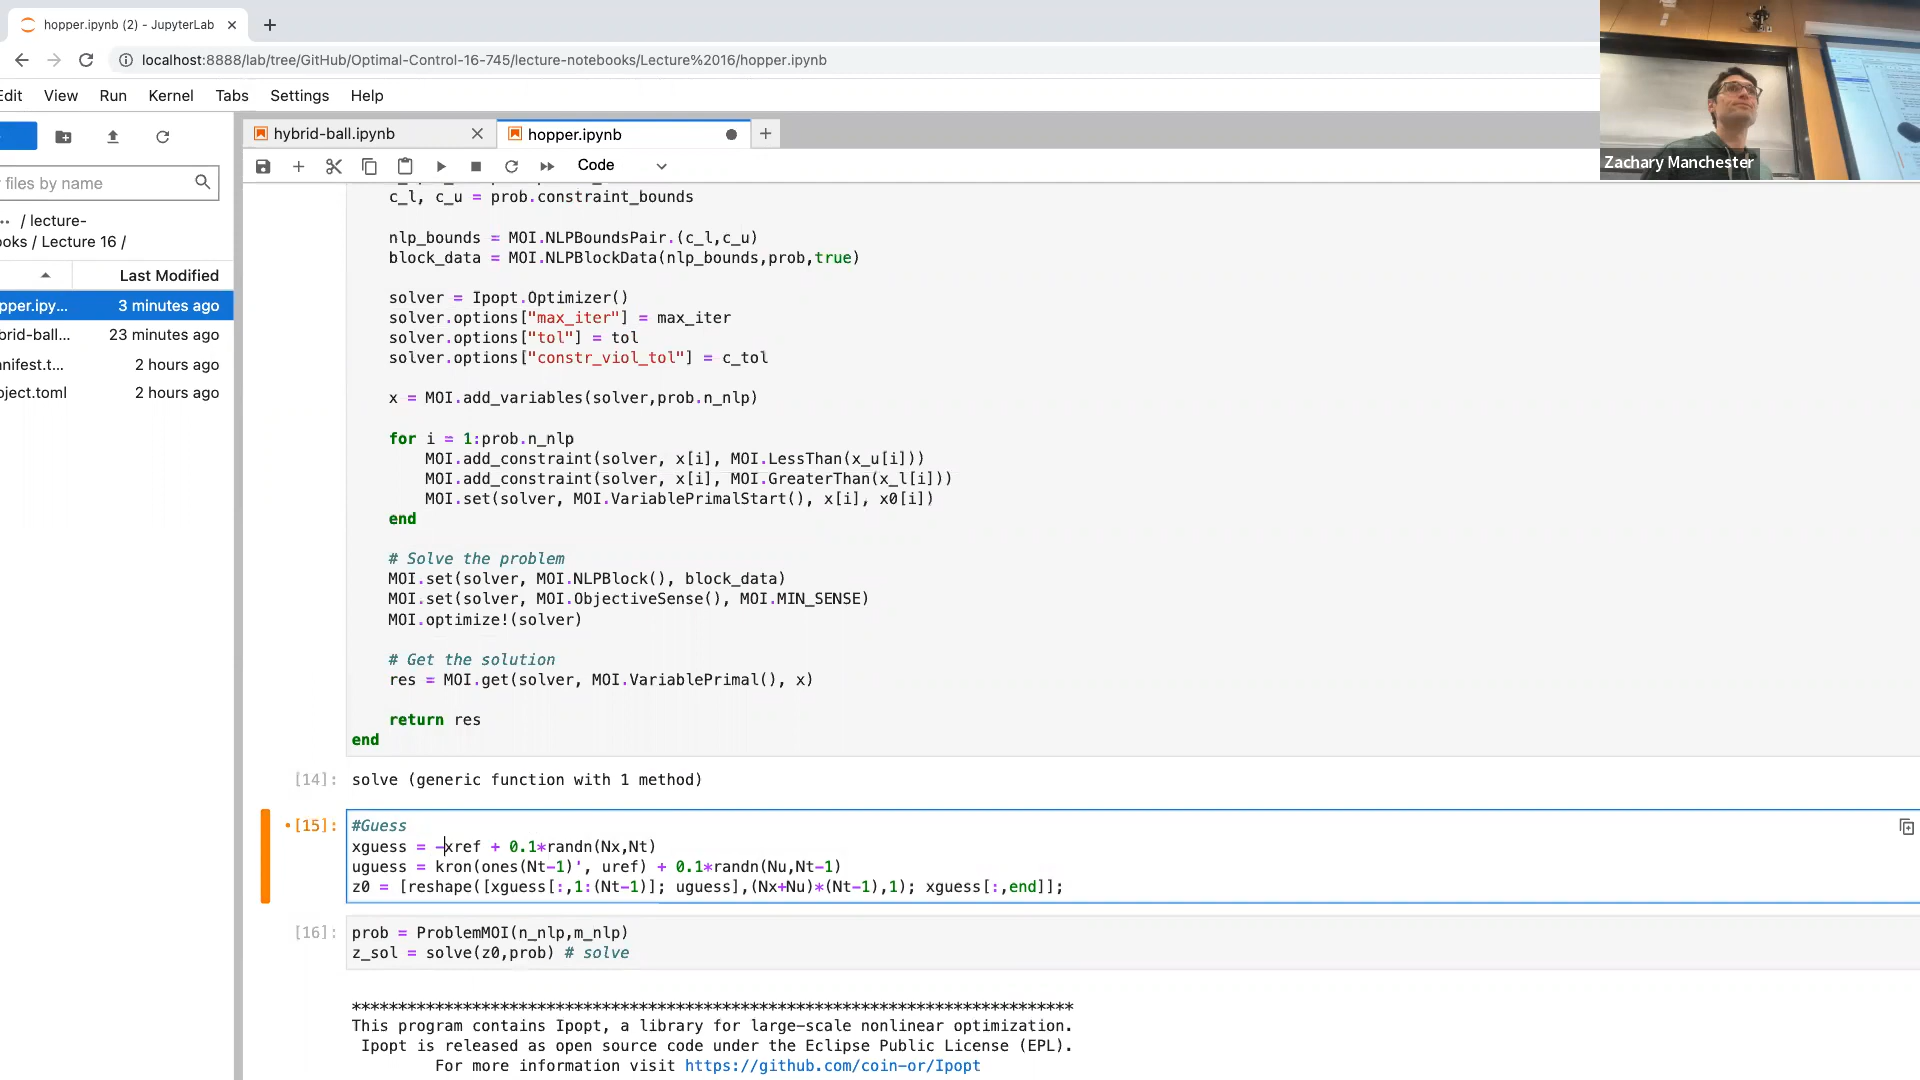 hopper.ipynb (2) - JupyterLab
localhost:8888/lab/tree/GitHub/Optimal-Control-16-745/lecture-notebooks/Lecture%2016/hopper.ipynb
Edit View Run Kernel Tabs Settings Help
hybrid-ball.ipynb
hopper.ipynb
Code
files by name
/ lecture-
ooks / Lecture 16 /
Last Modified
pper.ipy... 3 minutes ago
brid-ball... 23 minutes ago
anifest.t... 2 hours ago
oject.toml 2 hours ago
Zachary Manchester
c_l, c_u = prob.constraint_bounds
nlp_bounds = MOI.NLPBoundsPair.(c_l,c_u)
block_data = MOI.NLPBlockData(nlp_bounds,prob,true)
solver = Ipopt.Optimizer()
solver.options["max_iter"] = max_iter
solver.options["tol"] = tol
solver.options["constr_viol_tol"] = c_tol
x = MOI.add_variables(solver,prob.n_nlp)
for i = 1:prob.n_nlp
MOI.add_constraint(solver, x[i], MOI.LessThan(x_u[i]))
MOI.add_constraint(solver, x[i], MOI.GreaterThan(x_l[i]))
MOI.set(solver, MOI.VariablePrimalStart(), x[i], x0[i])
end
# Solve the problem
MOI.set(solver, MOI.NLPBlock(), block_data)
MOI.set(solver, MOI.ObjectiveSense(), MOI.MIN_SENSE)
MOI.optimize!(solver)
# Get the solution
res = MOI.get(solver, MOI.VariablePrimal(), x)
return res
end
[14]: solve (generic function with 1 method)
[15]: #Guess
xguess = -xref + 0.1*randn(Nx,Nt)
uguess = kron(ones(Nt-1)', uref) + 0.1*randn(Nu,Nt-1)
z0 = [reshape([xguess[:,1:(Nt-1)]; uguess],(Nx+Nu)*(Nt-1),1); xguess[:,end]];
[16]: prob = ProblemMOI(n_nlp,m_nlp)
z_sol = solve(z0,prob) # solve
******************************************************************************
This program contains Ipopt, a library for large-scale nonlinear optimization.
Ipopt is released as open source code under the Eclipse Public License (EPL).
For more information visit https://github.com/coin-or/Ipopt